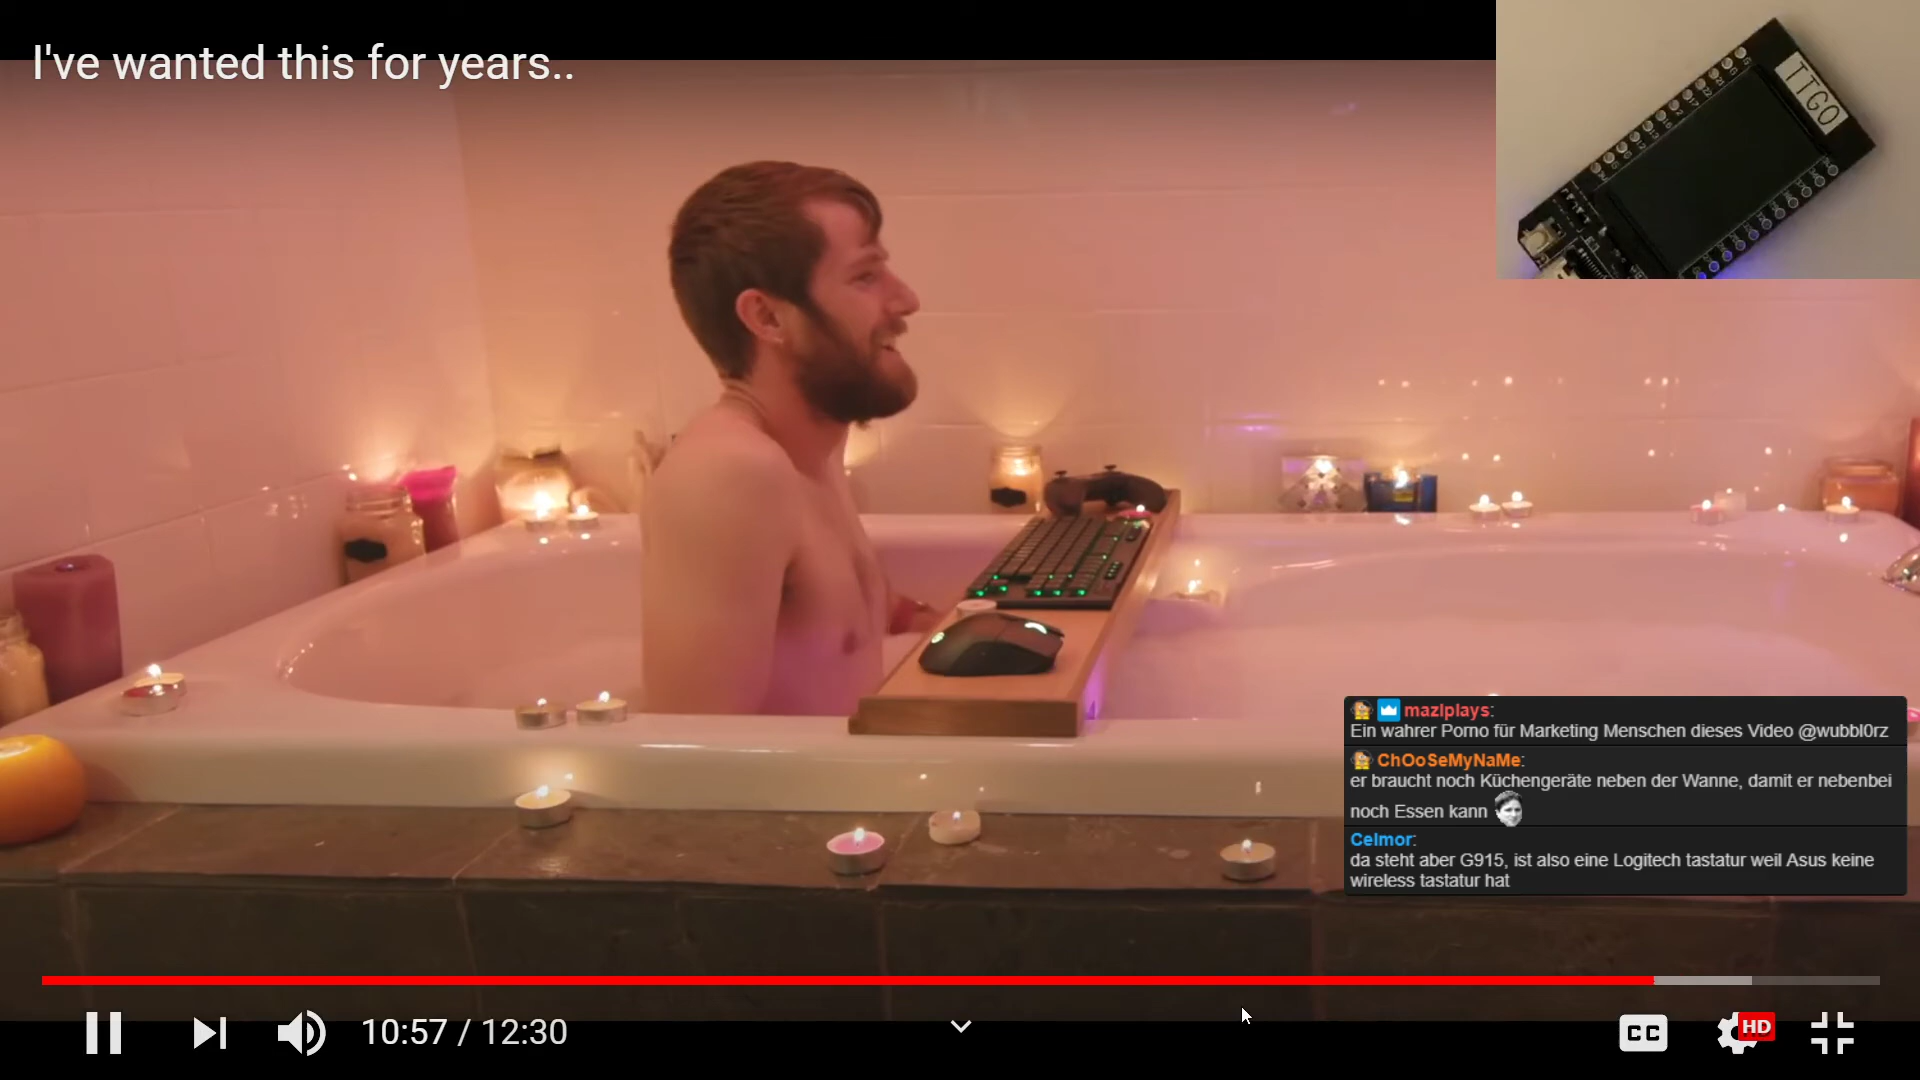 I've wanted this for years..
TTGO
mazlplays:
Ein wahrer Porno für Marketing Menschen dieses Video @wubbl0rz
ChOoSeMyNaMe:
er braucht noch Küchengeräte neben der Wanne, damit er nebenbei
noch Essen kann
Celmor:
da steht aber G915, ist also eine Logitech tastatur weil Asus keine
wireless tastatur hat
10:57 / 12:30
CC
HD